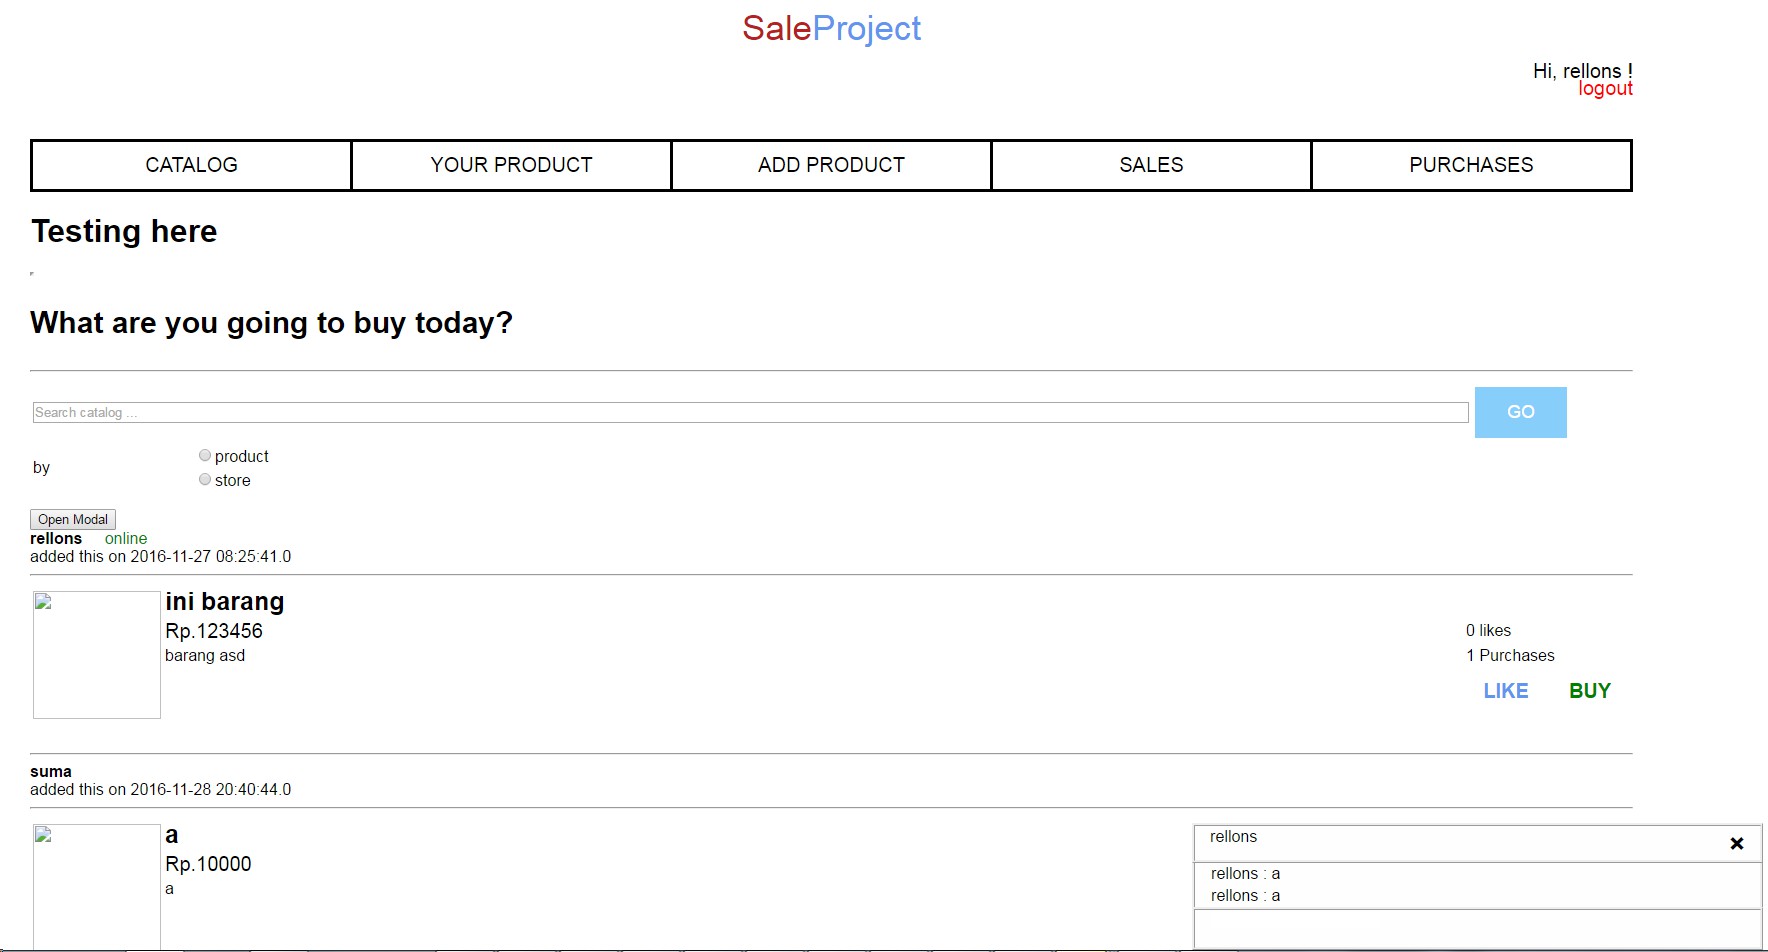 SaleProject
Hi, rellons !
logout
CATALOG YOUR PRODUCT ADD PRODUCT SALES PURCHASES
Testing here
What are you going to buy today?
Search catalog ... GO
by
product
store
Open Modal
rellons online
added this on 2016-11-27 08:25:41.0
ini barang
Rp.123456
barang asd
0 likes
1 Purchases
LIKE BUY
suma
added this on 2016-11-28 20:40:44.0
a
Rp.10000
a
rellons ×
rellons : a
rellons : a